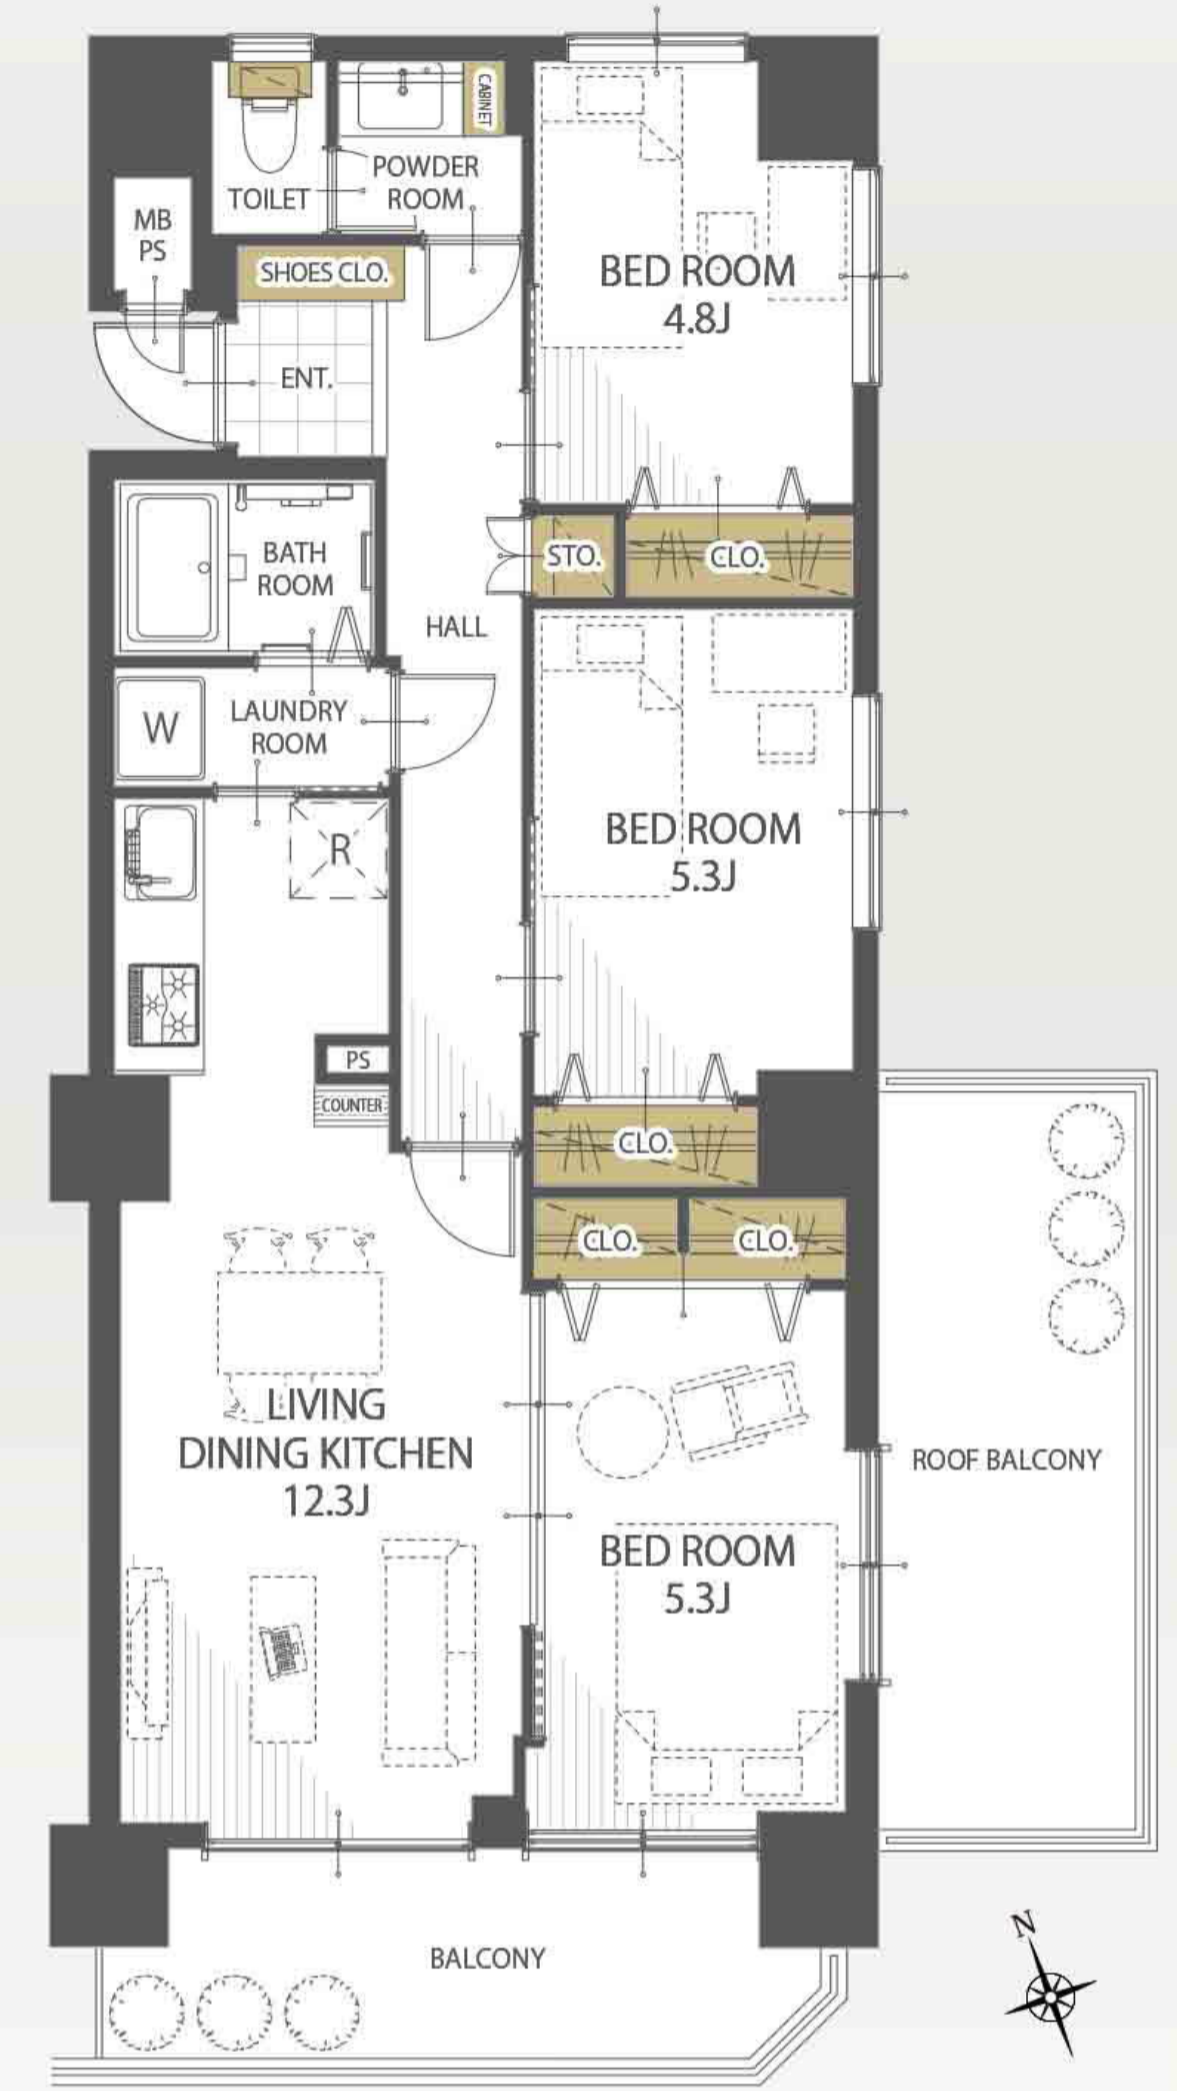 CABINET
TOILET
POWDER
ROOM
MB
PS
SHOES CLO.
BED ROOM
4.8J
ENT.
STO.
CLO.
BATH
ROOM
HALL
W
LAUNDRY
ROOM
R
BED ROOM
5.3J
PS
COUNTER
CLO.
CLO.
CLO.
LIVING
DINING KITCHEN
12.3J
ROOF BALCONY
BED ROOM
5.3J
N
BALCONY